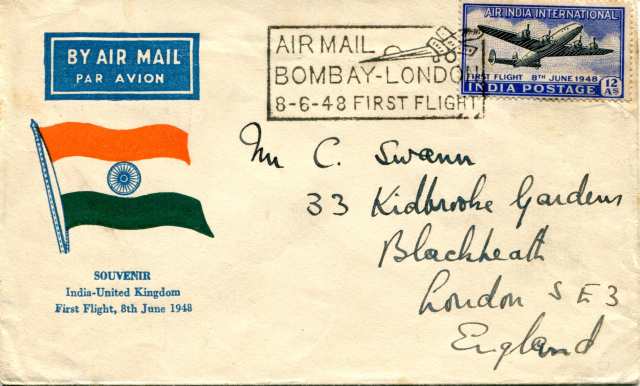 BY AIR MAIL
PAR AVION
AIR MAIL
BOMBAY-LONDON
8-6-48 FIRST FLIGHT
AIR INDIA INTERNATIONAL
FIRST FLIGHT 8TH JUNE 1948
INDIA POSTAGE 12 AS
Mr C. Swann
33 Kidbrooke Gardens
Blackheath
London S E 3
England
SOUVENIR
India-United Kingdom
First Flight, 8th June 1948